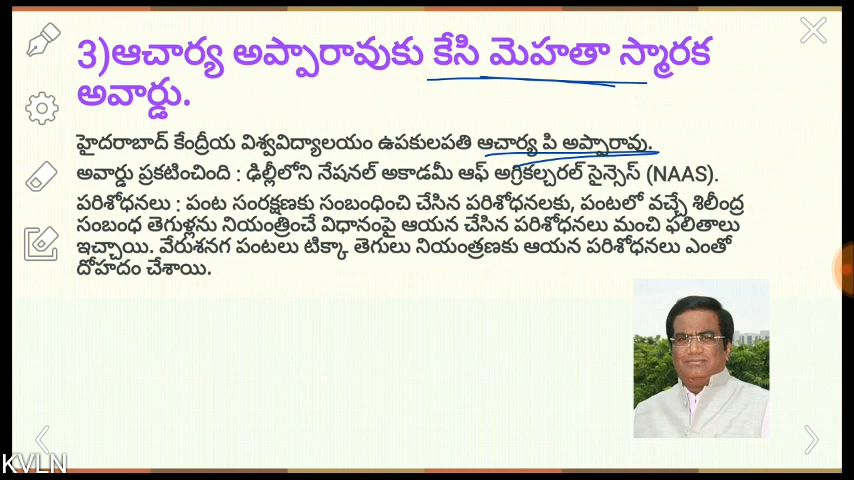 3)ఆచార్య అప్పారావుకు కేసి మెహతా స్మారక
అవార్డు.
హైదరాబాద్ కేంద్రీయ విశ్వవిద్యాలయం ఉపకులపతి ఆచార్య పి అప్పారావు.
అవార్డు ప్రకటించింది : ఢిల్లీలోని నేషనల్ అకాడమీ ఆఫ్ అగ్రికల్చరల్ సైన్సెస్ (NAAS).
పరిశోధనలు : పంట సంరక్షణకు సంబంధించి చేసిన పరిశోధనలకు, పంటలో వచ్చే శిలీంద్ర
సంబంధ తెగుళ్లను నియంత్రించే విధానంపై ఆయన చేసిన పరిశోధనలు మంచి ఫలితాలు
ఇచ్చాయి. వేరుశనగ పంటలు టిక్కా తెగులు నియంత్రణకు ఆయన పరిశోధనలు ఎంతో
దోహదం చేశాయి.
KVLN